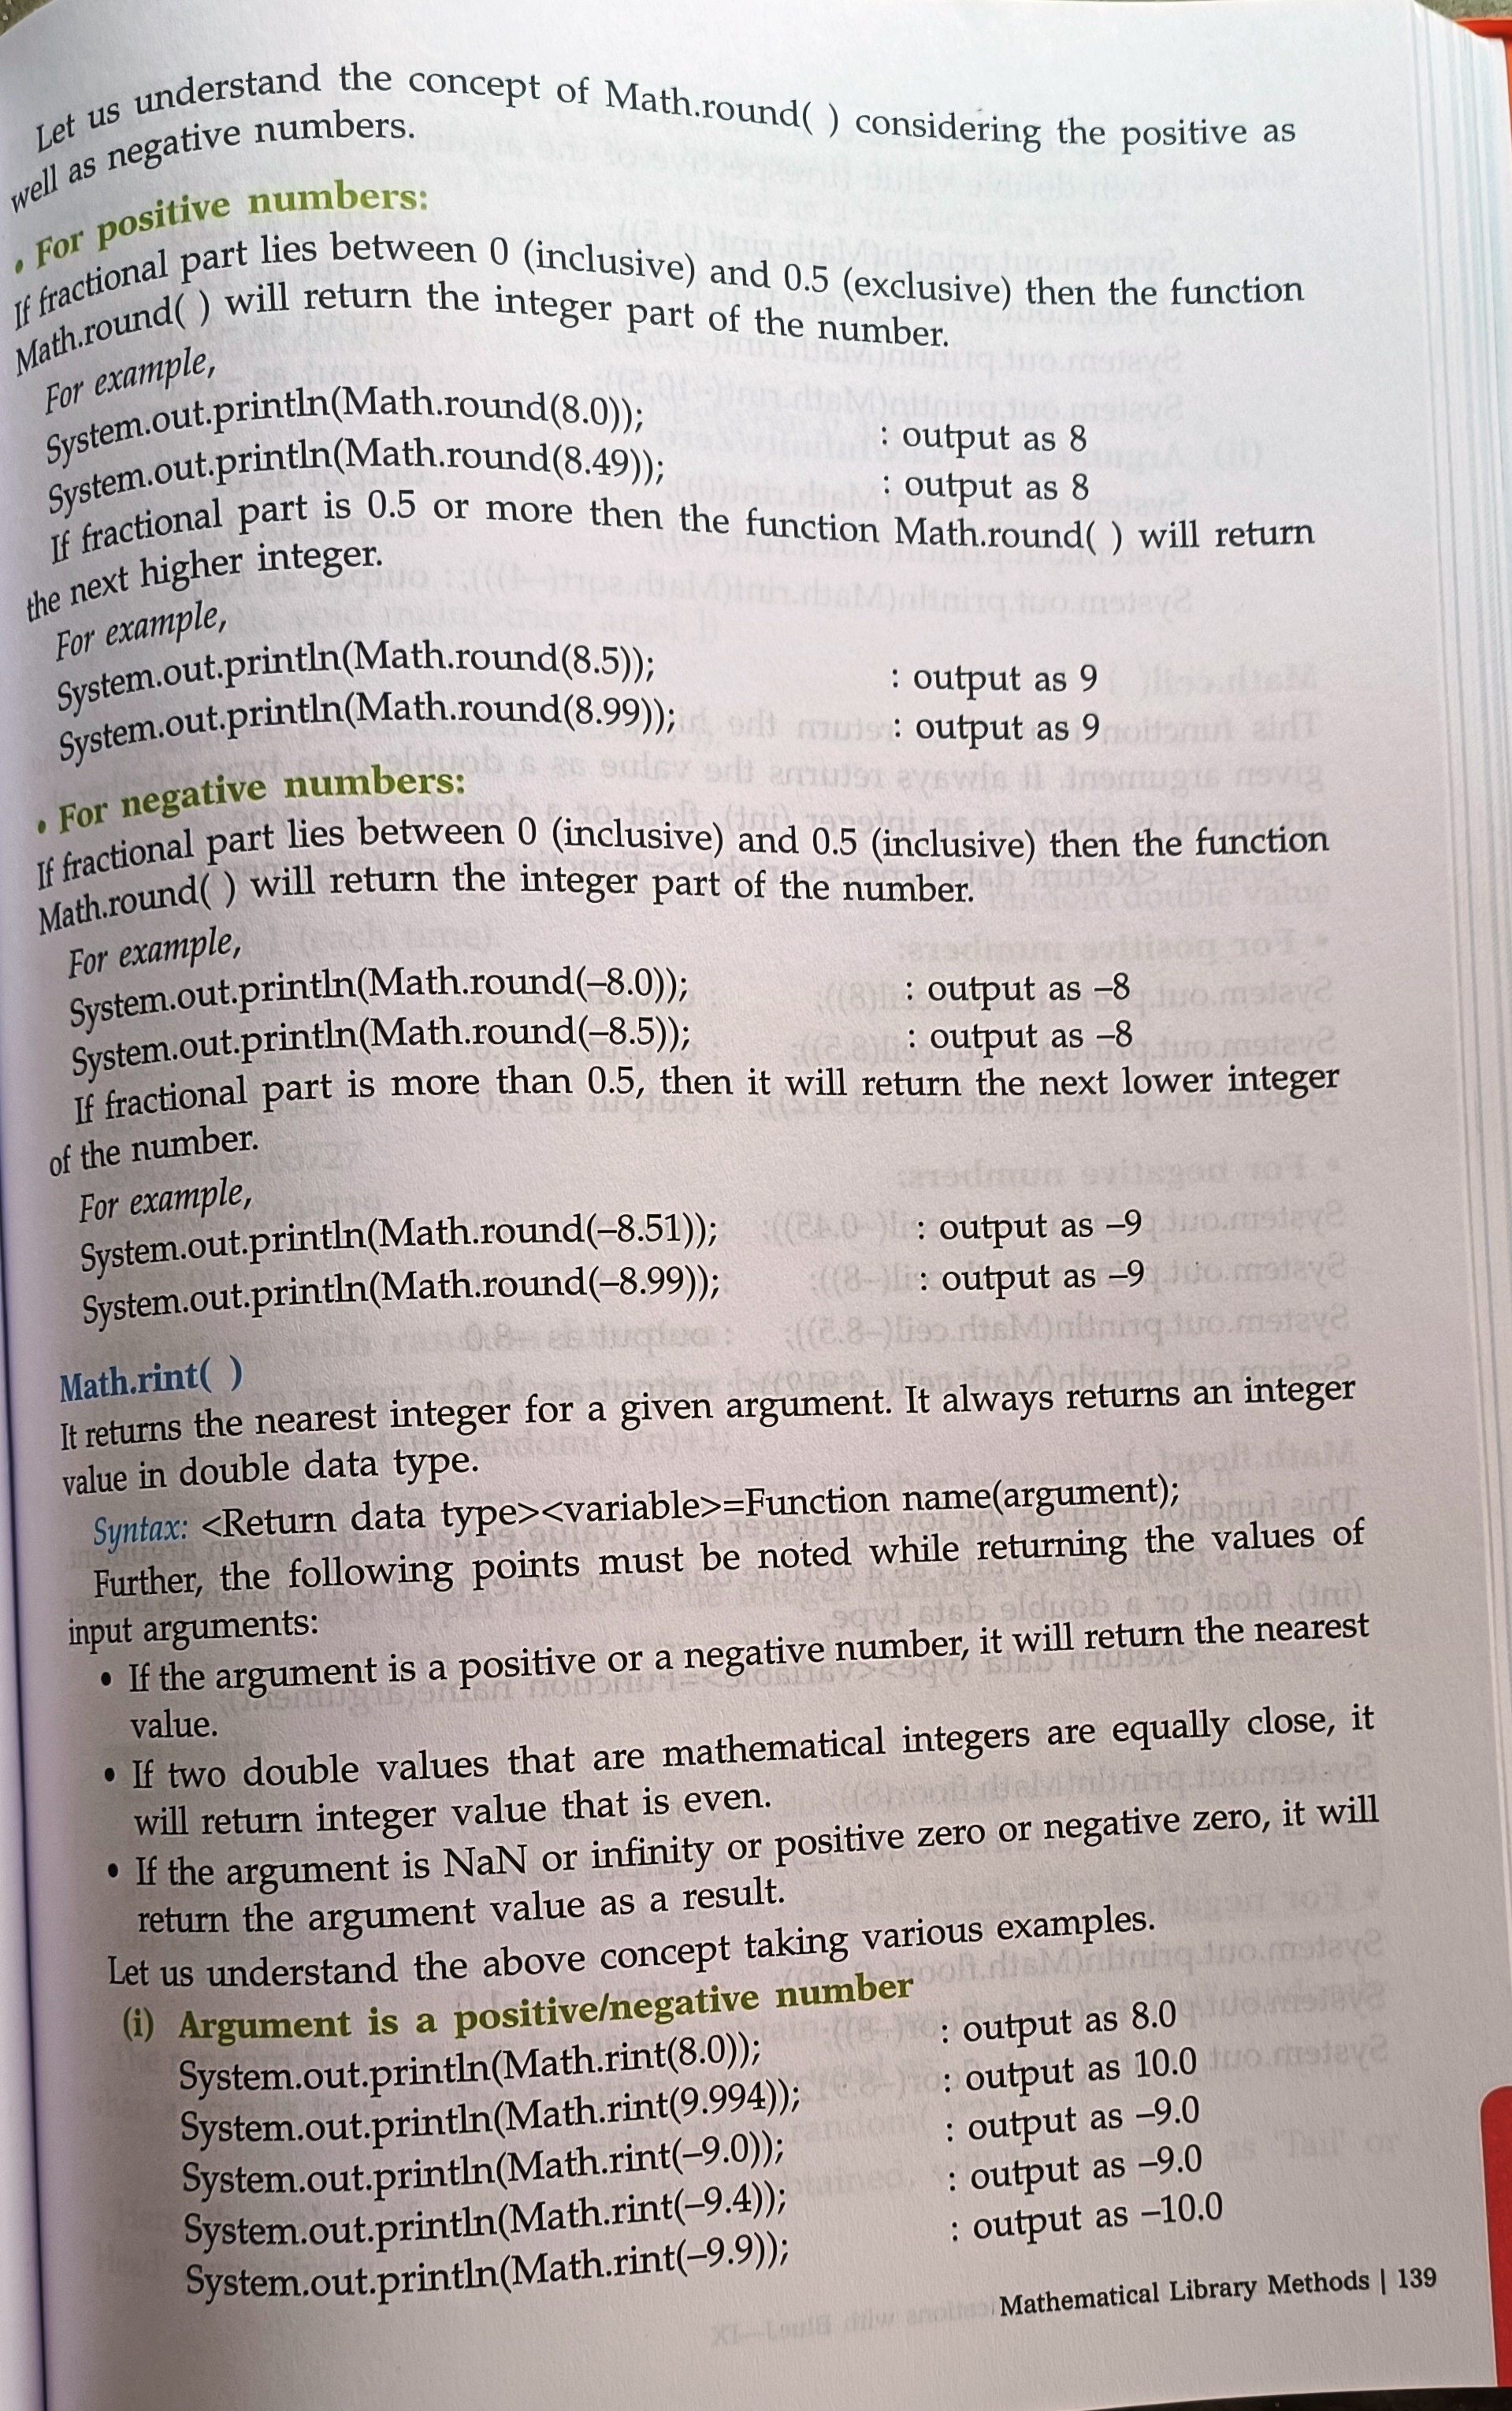 Let us understand the concept of Math.round( ) considering the positive as
well as negative numbers.
• For positive numbers:
If fractional part lies between 0 (inclusive) and 0.5 (exclusive) then the function
Math.round( ) will return the integer part of the number.
For example,
System.out.println(Math.round(8.0)); : output as 8
System.out.println(Math.round(8.49)); : output as 8
If fractional part is 0.5 or more then the function Math.round( ) will return
the next higher integer.
For example,
System.out.println(Math.round(8.5)); : output as 9
System.out.println(Math.round(8.99)); : output as 9
• For negative numbers:
If fractional part lies between 0 (inclusive) and 0.5 (inclusive) then the function
Math.round( ) will return the integer part of the number.
For example,
System.out.println(Math.round(–8.0)); : output as –8
System.out.println(Math.round(–8.5)); : output as –8
If fractional part is more than 0.5, then it will return the next lower integer
of the number.
For example,
System.out.println(Math.round(–8.51)); : output as –9
System.out.println(Math.round(–8.99)); : output as –9
Math.rint( )
It returns the nearest integer for a given argument. It always returns an integer
value in double data type.
Syntax: <Return data type><variable>=Function name(argument);
Further, the following points must be noted while returning the values of
input arguments:
• If the argument is a positive or a negative number, it will return the nearest
value.
• If two double values that are mathematical integers are equally close, it
will return integer value that is even.
• If the argument is NaN or infinity or positive zero or negative zero, it will
return the argument value as a result.
Let us understand the above concept taking various examples.
(i) Argument is a positive/negative number
System.out.println(Math.rint(8.0)); : output as 8.0
System.out.println(Math.rint(9.994)); : output as 10.0
System.out.println(Math.rint(–9.0)); : output as –9.0
System.out.println(Math.rint(–9.4)); : output as –9.0
System.out.println(Math.rint(–9.9)); : output as –10.0
Mathematical Library Methods | 139